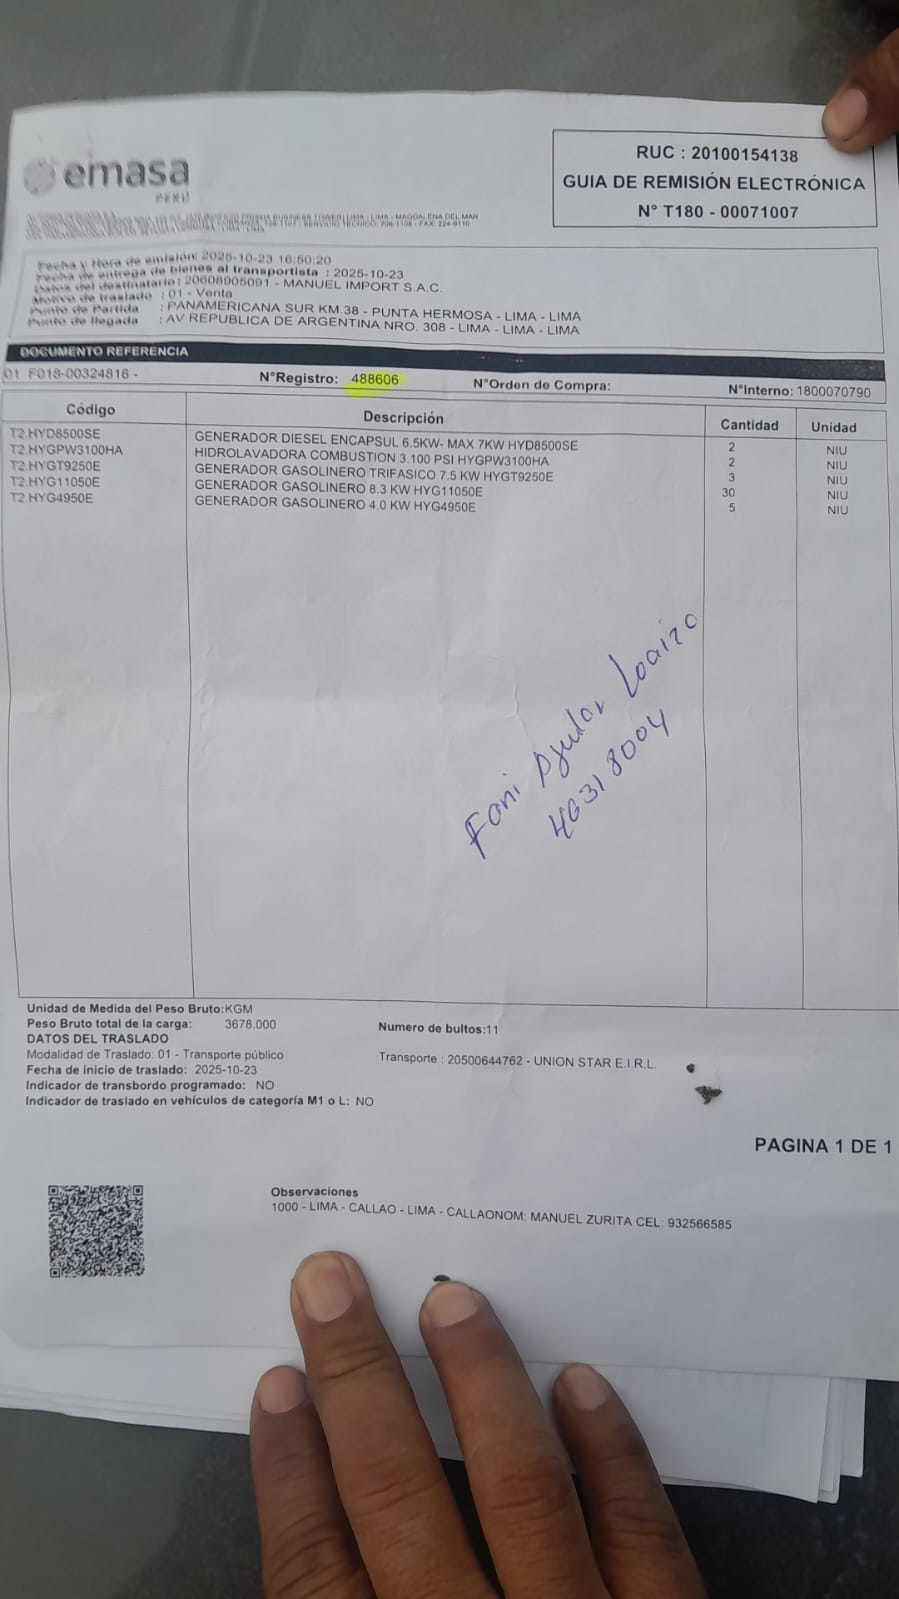 emasa
PERÚ
RUC : 20100154138
GUIA DE REMISIÓN ELECTRÓNICA
N° T180 - 00071007
Fecha y Hora de emisión: 2025-10-23 16:50:20
Fecha de entrega de bienes al transportista : 2025-10-23
Datos del destinatario : 20608905091 - MANUEL IMPORT S.A.C.
Motivo de traslado : 01 - Venta
Punto de Partida : PANAMERICANA SUR KM.38 - PUNTA HERMOSA - LIMA - LIMA
Punto de llegada : AV REPUBLICA DE ARGENTINA NRO. 308 - LIMA - LIMA - LIMA
DOCUMENTO REFERENCIA
01 F018-00324816 - N°Registro: 488606 N°Orden de Compra: N°Interno: 1800070790
Código Descripción Cantidad Unidad
T2.HYD8500SE GENERADOR DIESEL ENCAPSUL 6.5KW- MAX 7KW HYD8500SE 2 NIU
T2.HYGPW3100HA HIDROLAVADORA COMBUSTION 3.100 PSI HYGPW3100HA 2 NIU
T2.HYGT9250E GENERADOR GASOLINERO TRIFASICO 7.5 KW HYGT9250E 3 NIU
T2.HYG11050E GENERADOR GASOLINERO 8.3 KW HYG11050E 30 NIU
T2.HYG4950E GENERADOR GASOLINERO 4.0 KW HYG4950E 5 NIU
Fani
46318004
Unidad de Medida del Peso Bruto:KGM
Peso Bruto total de la carga: 3678.000 Numero de bultos:11
DATOS DEL TRASLADO
Modalidad de Traslado: 01 - Transporte público Transporte : 20500644762 - UNION STAR E.I.R.L.
Fecha de inicio de traslado: 2025-10-23
Indicador de transbordo programado: NO
Indicador de traslado en vehículos de categoría M1 o L: NO
PAGINA 1 DE 1
Observaciones
1000 - LIMA - CALLAO - LIMA - CALLAONOM: MANUEL ZURITA CEL: 932566585